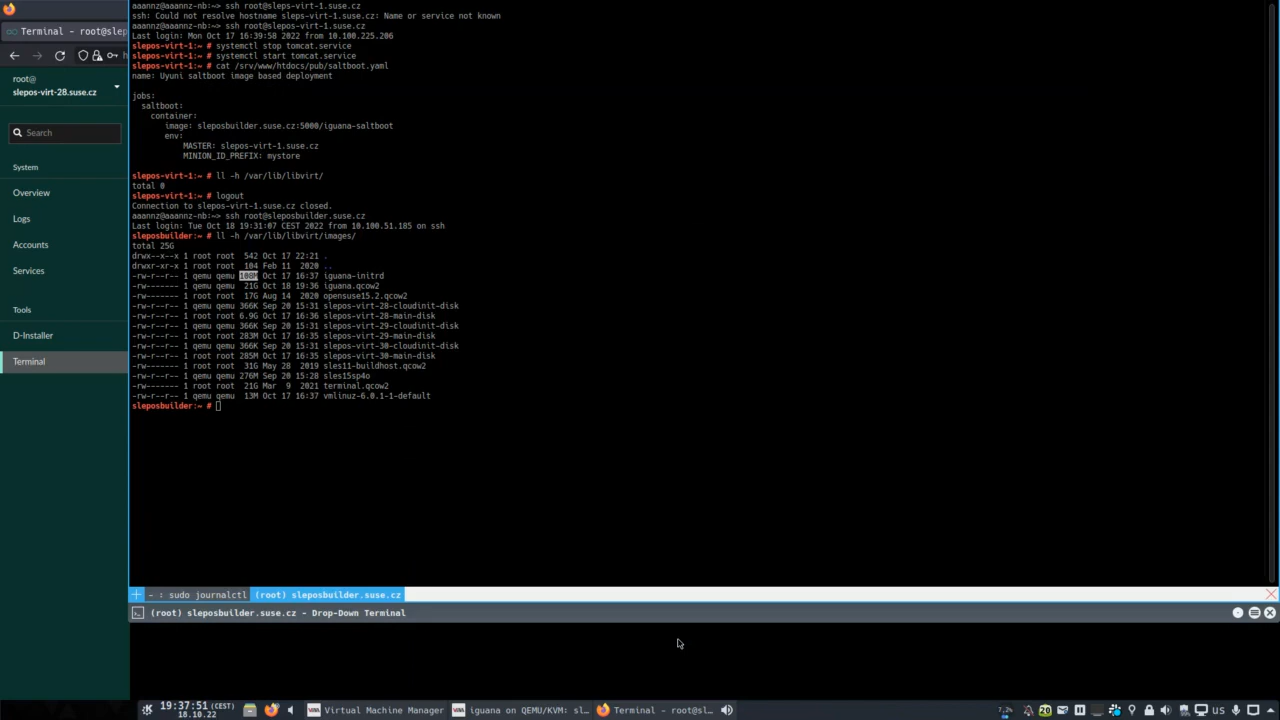 aaannz@aaannz-nb:~> ssh root@sleps-virt-1.suse.cz
ssh: Could not resolve hostname sleps-virt-1.suse.cz: Name or service not known
aaannz@aaannz-nb:~> ssh root@slepos-virt-1.suse.cz
Last login: Mon Oct 17 16:39:58 2022 from 10.100.225.206
slepos-virt-1:~ # systemctl stop tomcat.service
slepos-virt-1:~ # systemctl start tomcat.service
slepos-virt-1:~ # cat /srv/www/htdocs/pub/saltboot.yaml
name: Uyuni saltboot image based deployment
jobs:
saltboot:
container:
image: sleposbuilder.suse.cz:5000/iguana-saltboot
env:
MASTER: slepos-virt-1.suse.cz
MINION_ID_PREFIX: mystore
slepos-virt-1:~ # ll -h /var/lib/libvirt/
total 0
slepos-virt-1:~ # logout
Connection to slepos-virt-1.suse.cz closed.
aaannz@aaannz-nb:~> ssh root@sleposbuilder.suse.cz
Last login: Tue Oct 18 19:31:07 CEST 2022 from 10.100.51.185 on ssh
sleposbuilder:~ # ll -h /var/lib/libvirt/images/
total 25G
drwx--x--x 1 root root 542 Oct 17 22:21 .
drwxr-xr-x 1 root root 104 Feb 11 2020 ..
-rw-r--r-- 1 qemu qemu 108M Oct 17 16:37 iguana-initrd
-rw-r--r-- 1 qemu qemu 21G Oct 18 19:36 iguana.qcow2
-rw------- 1 root root 17G Aug 14 2020 opensuse15.2.qcow2
-rw-r--r-- 1 qemu qemu 366K Sep 20 15:31 slepos-virt-28-cloudinit-disk
-rw-r--r-- 1 qemu qemu 6.9G Oct 17 16:36 slepos-virt-28-main-disk
-rw-r--r-- 1 qemu qemu 366K Sep 20 15:31 slepos-virt-29-cloudinit-disk
-rw-r--r-- 1 qemu qemu 283M Oct 17 16:35 slepos-virt-29-main-disk
-rw-r--r-- 1 qemu qemu 366K Sep 20 15:31 slepos-virt-30-cloudinit-disk
-rw-r--r-- 1 qemu qemu 285M Oct 17 16:35 slepos-virt-30-main-disk
-rw------- 1 root root 31G May 28 2019 sles11-buildhost.qcow2
-rw-r--r-- 1 qemu qemu 276M Sep 20 15:28 sles15sp4o
-rw------- 1 root root 21G Mar 9 2021 terminal.qcow2
-rw-r--r-- 1 qemu qemu 13M Oct 17 16:37 vmlinuz-6.0.1-1-default
sleposbuilder:~ #
Terminal - root@slep
root@
slepos-virt-28.suse.cz
Search
System
Overview
Logs
Accounts
Services
Tools
D-Installer
Terminal
- : sudo journalctl
(root) sleposbuilder.suse.cz
(root) sleposbuilder.suse.cz - Drop-Down Terminal
19:37:51 (CEST)
18.10.22
Virtual Machine Manager
iguana on QEMU/KVM: sl...
Terminal - root@sl...
7,2%
20
US